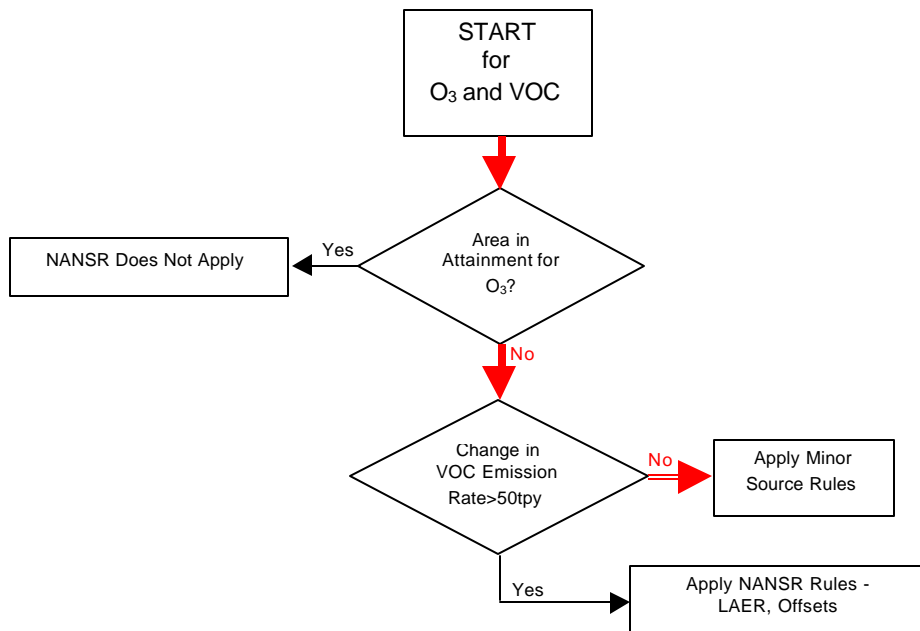 START
for
O₃ and VOC
Area in
Attainment for
O₃?
Yes
NANSR Does Not Apply
No
Change in
VOC Emission
Rate>50tpy
No
Apply Minor
Source Rules
Yes
Apply NANSR Rules -
LAER, Offsets